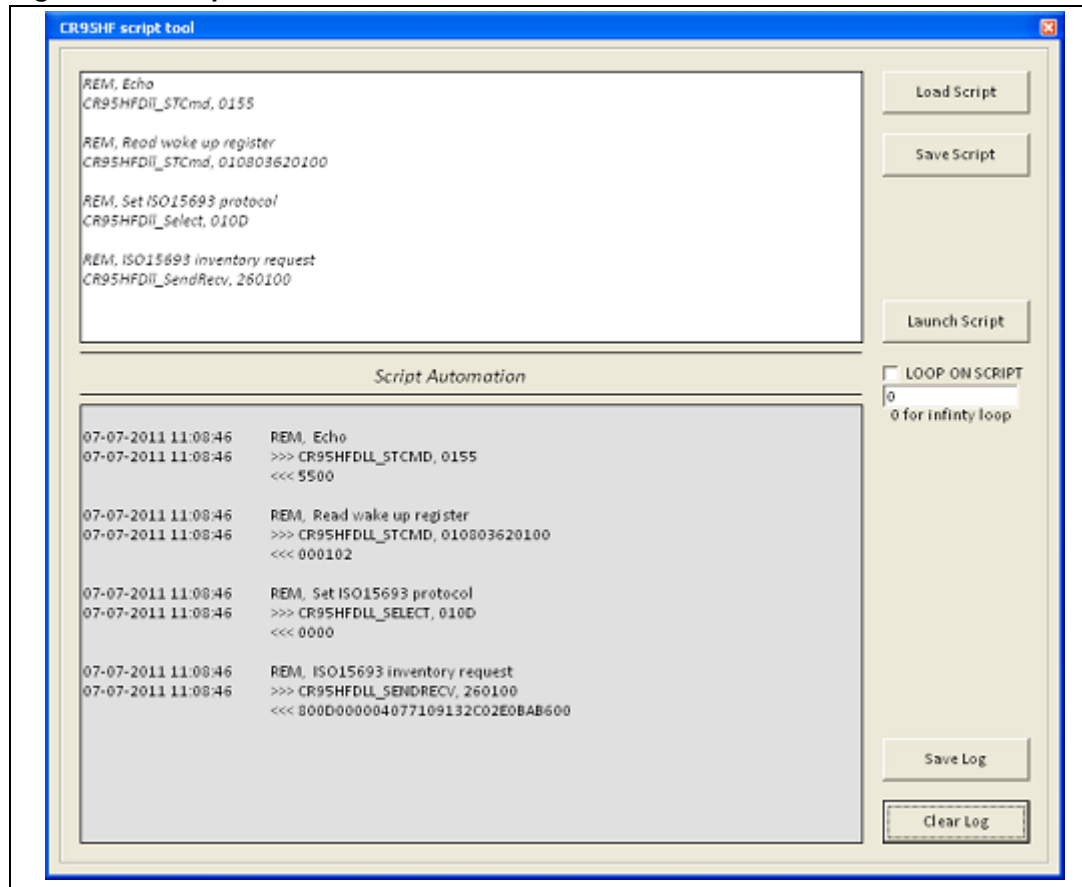 CR95HF script tool
REM, Echo
CR95HFDll_STCmd, 0155
REM, Read wake up register
CR95HFDll_STCmd, 010803620100
REM, Set ISO15693 protocol
CR95HFDll_Select, 010D
REM, ISO15693 inventory request
CR95HFDll_SendRecv, 260100
Load Script
Save Script
Launch Script
Script Automation
LOOP ON SCRIPT
0
0 for infinty loop
07-07-2011 11:08:46 REM, Echo
07-07-2011 11:08:46 >>> CR95HFDLL_STCMD, 0155
<<< 5500
07-07-2011 11:08:46 REM, Read wake up register
07-07-2011 11:08:46 >>> CR95HFDLL_STCMD, 010803620100
<<< 000102
07-07-2011 11:08:46 REM, Set ISO15693 protocol
07-07-2011 11:08:46 >>> CR95HFDLL_SELECT, 010D
<<< 0000
07-07-2011 11:08:46 REM, ISO15693 inventory request
07-07-2011 11:08:46 >>> CR95HFDLL_SENDRECV, 260100
<<< 800D000004077109132C02E0BAB600
Save Log
Clear Log